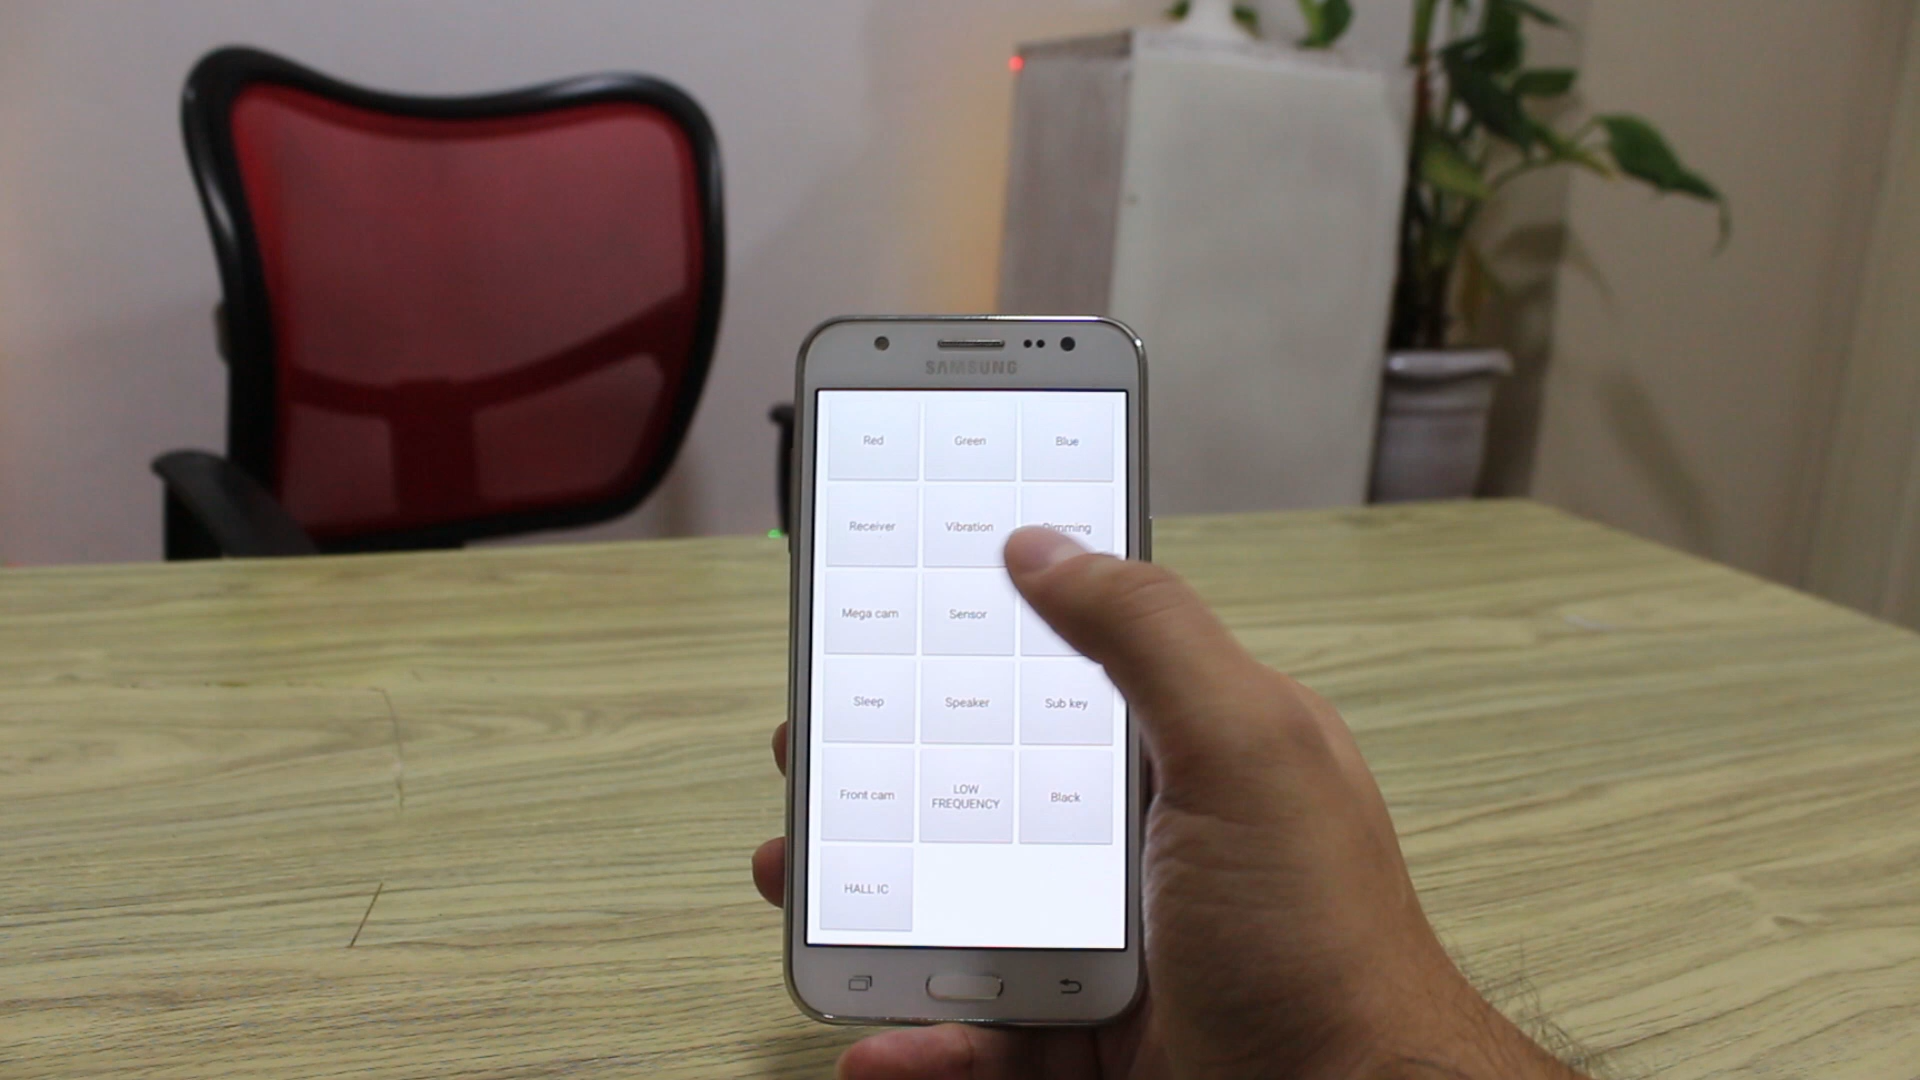 SAMSUNG
Red Green Blue
Receiver Vibration Dimming
Mega cam Sensor
Sleep Speaker Sub key
Front cam LOW FREQUENCY Black
HALL IC